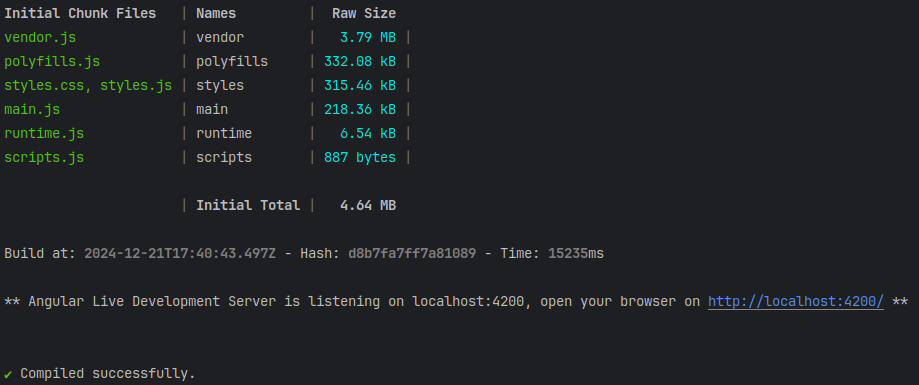 Initial Chunk Files   | Names         |  Raw Size
vendor.js             | vendor        |   3.79 MB |
polyfills.js          | polyfills     | 332.08 kB |
styles.css, styles.js | styles        | 315.46 kB |
main.js               | main          | 218.36 kB |
runtime.js            | runtime       |   6.54 kB |
scripts.js            | scripts       | 887 bytes |
                      | Initial Total |   4.64 MB
Build at: 2024-12-21T17:40:43.497Z - Hash: d8b7fa7ff7a81089 - Time: 15235ms
** Angular Live Development Server is listening on localhost:4200, open your browser on http://localhost:4200/ **
✔ Compiled successfully.